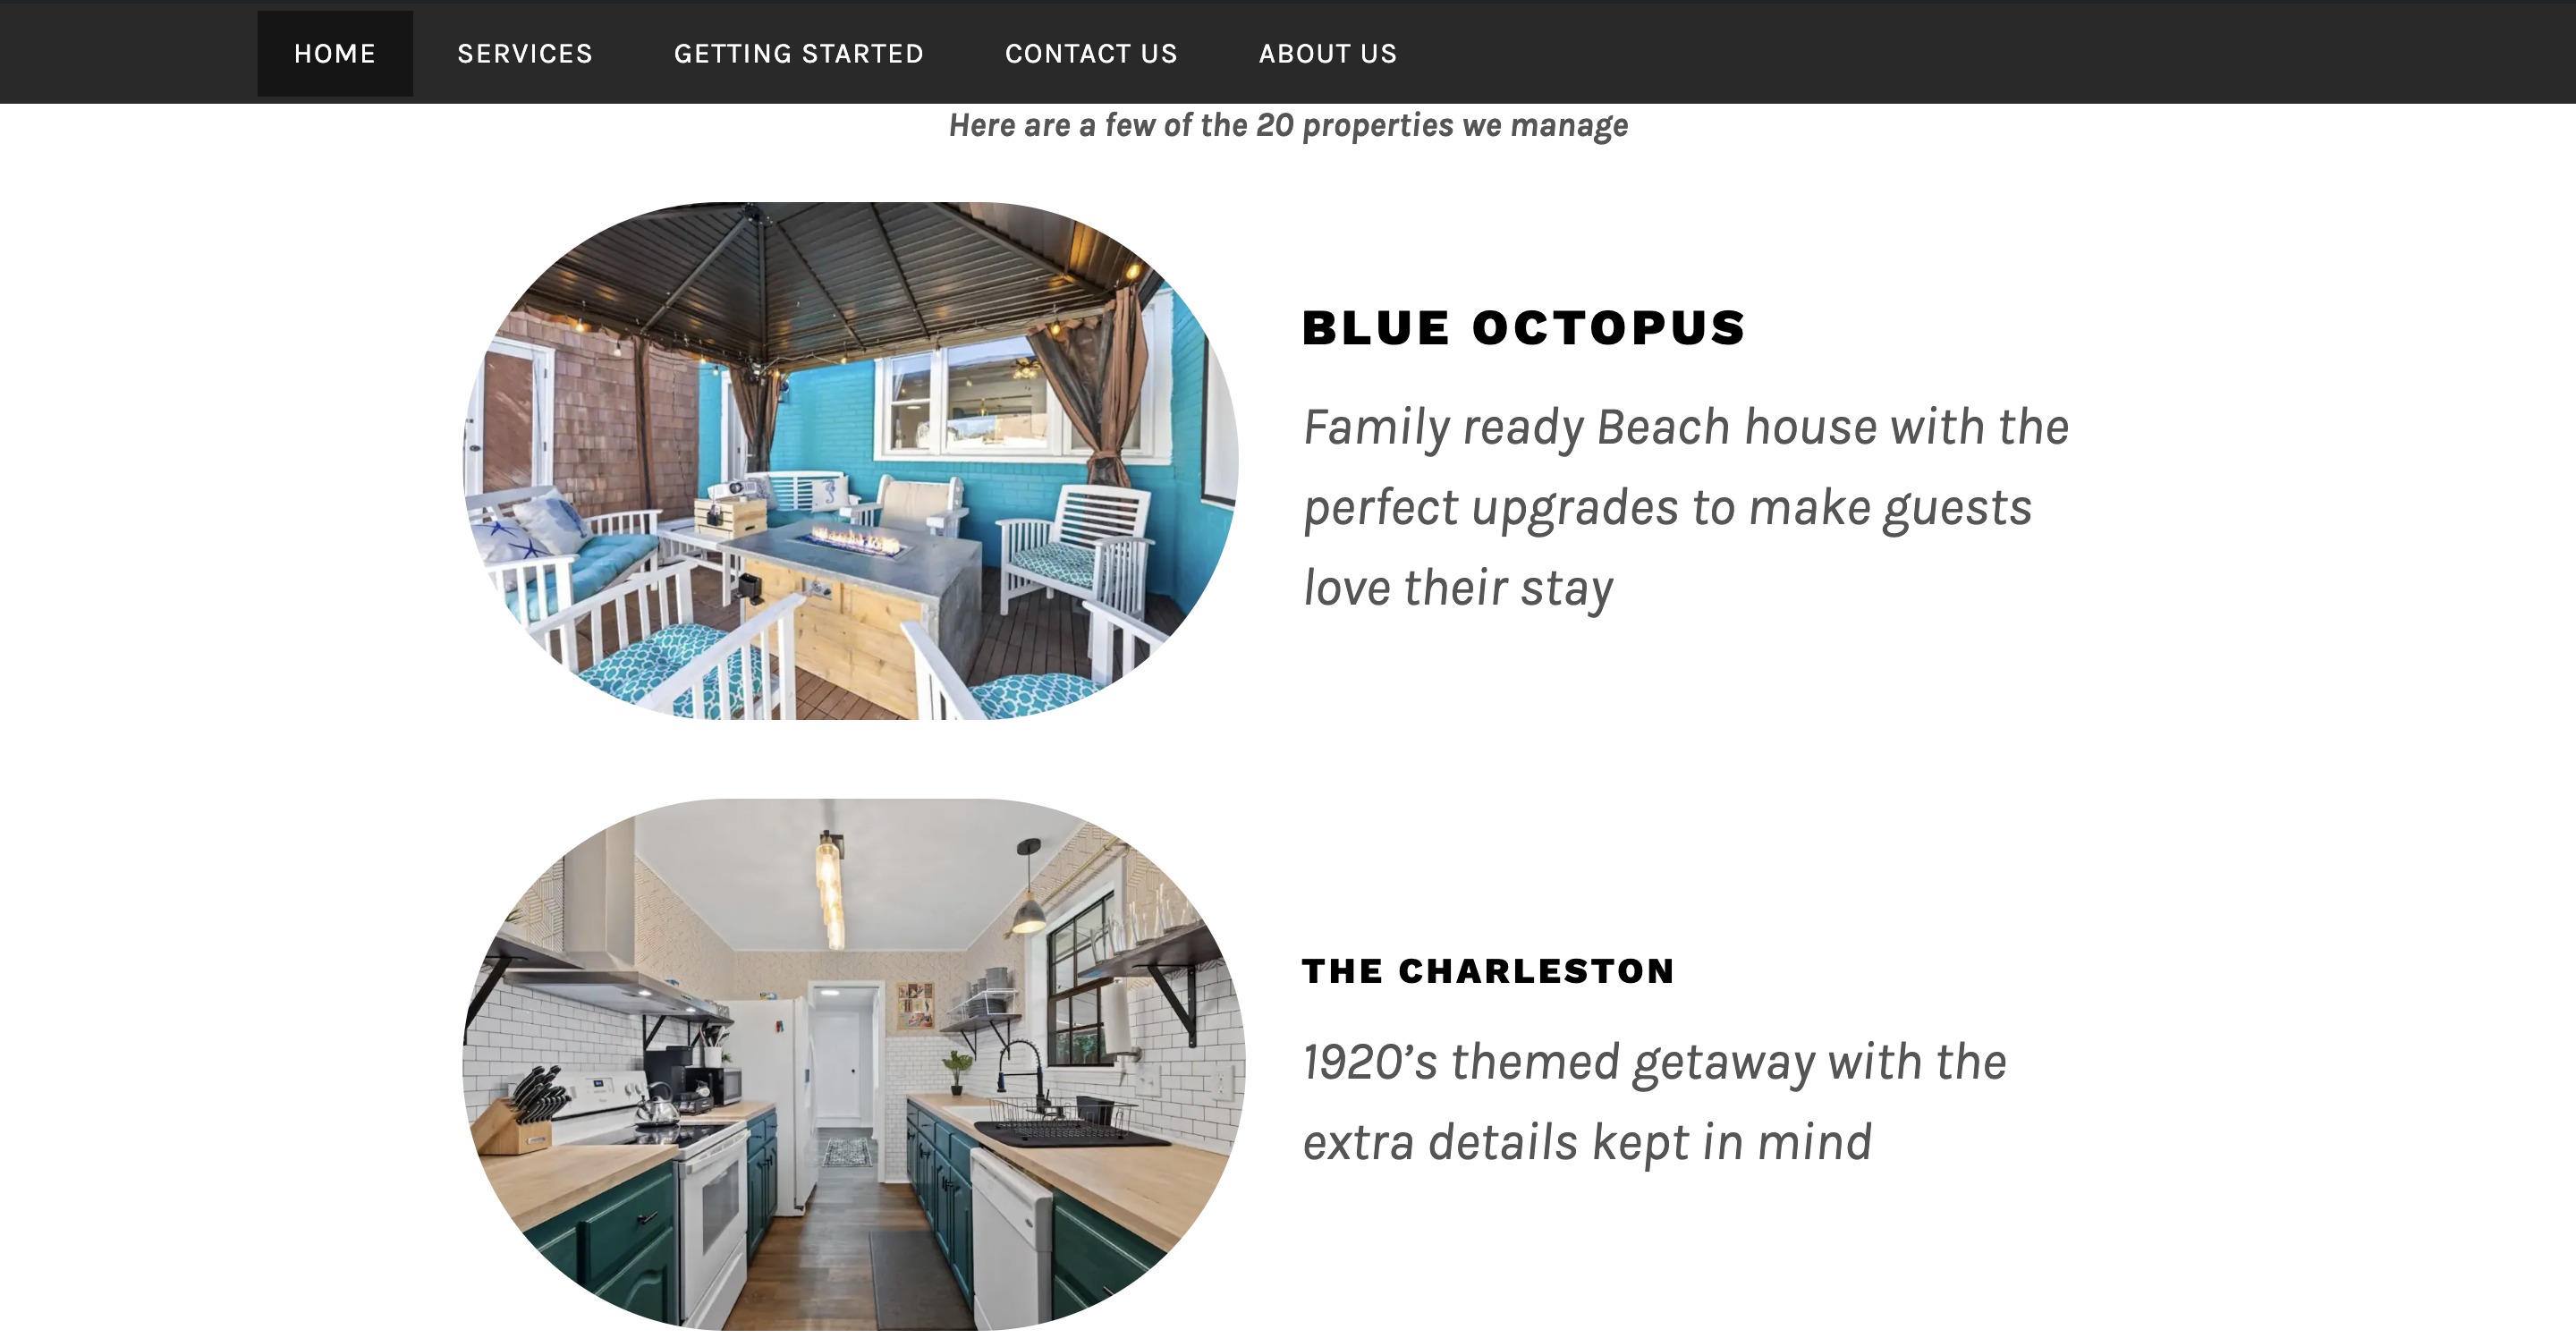 HOME SERVICES GETTING STARTED CONTACT US ABOUT US
Here are a few of the 20 properties we manage
BLUE OCTOPUS
Family ready Beach house with the
perfect upgrades to make guests
love their stay
THE CHARLESTON
1920’s themed getaway with the
extra details kept in mind